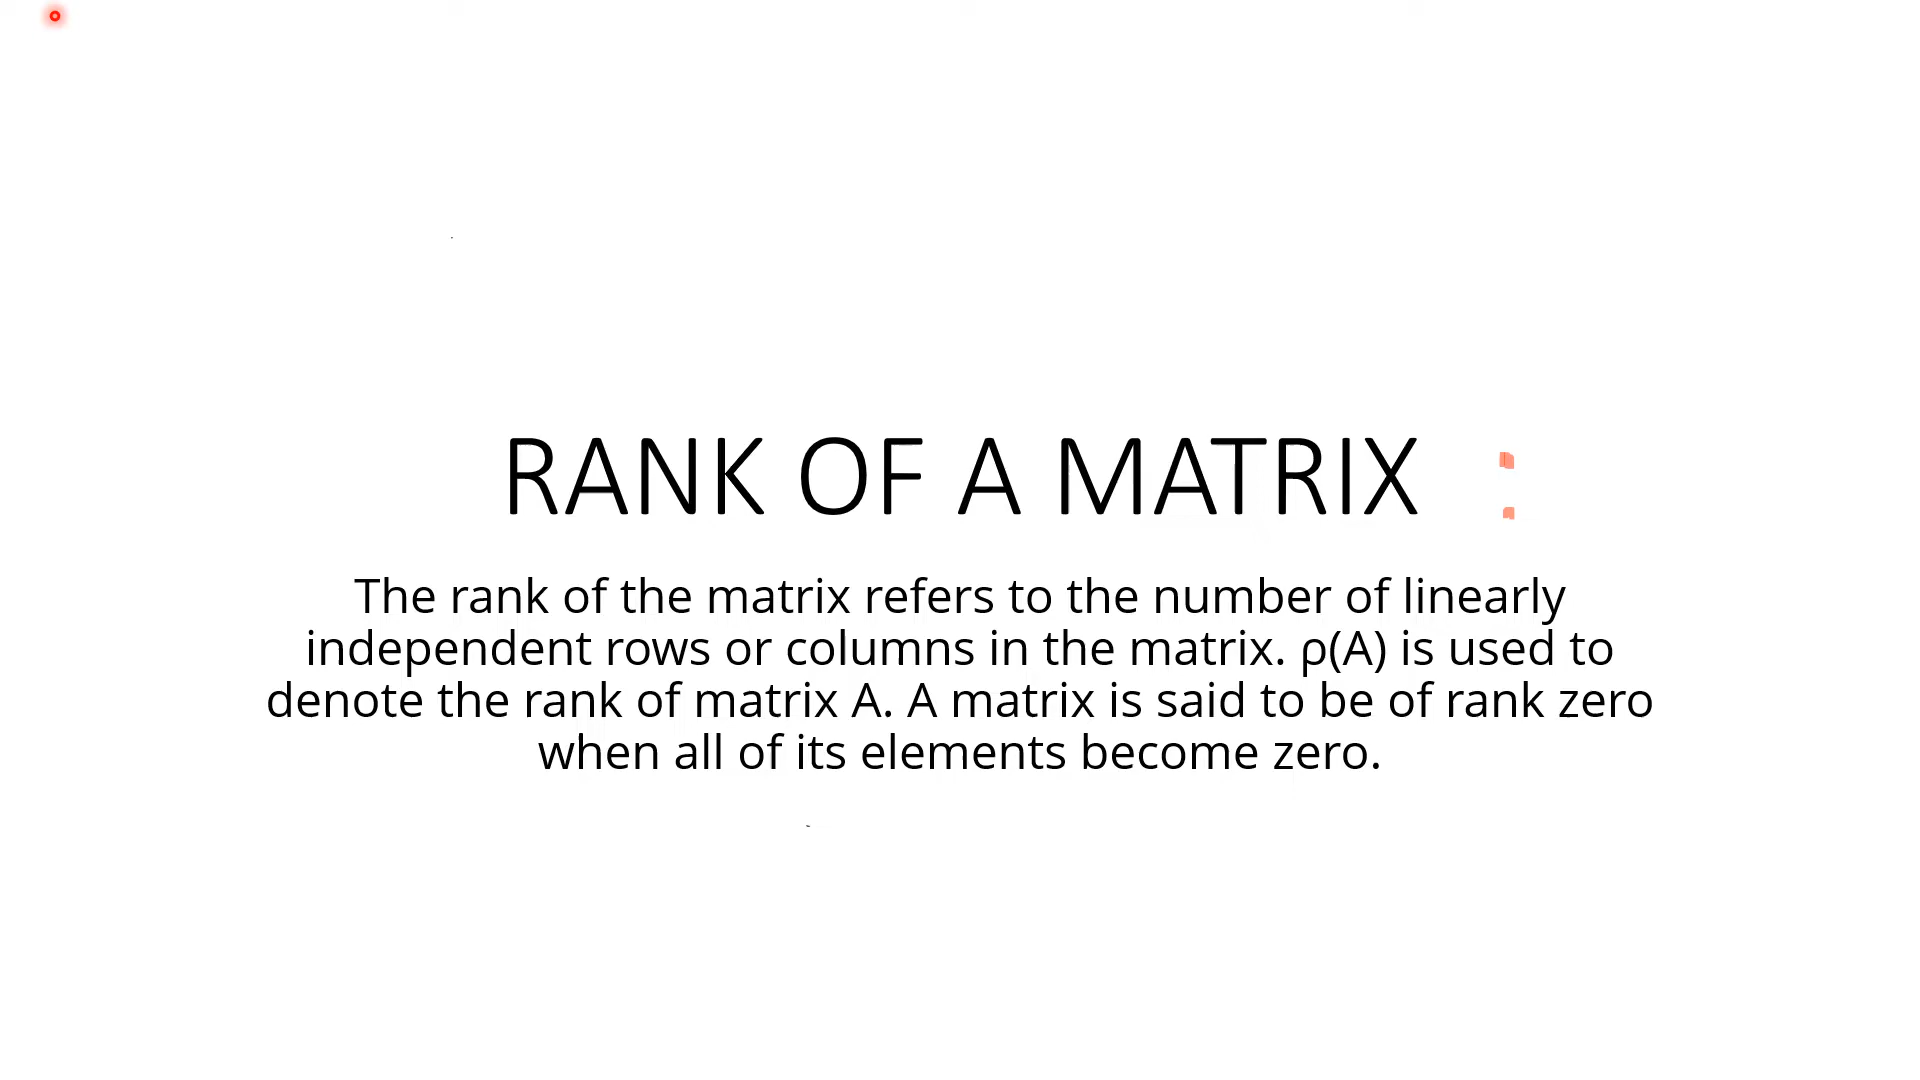 RANK OF A MATRIX :
The rank of the matrix refers to the number of linearly
independent rows or columns in the matrix. ρ(A) is used to
denote the rank of matrix A. A matrix is said to be of rank zero
when all of its elements become zero.